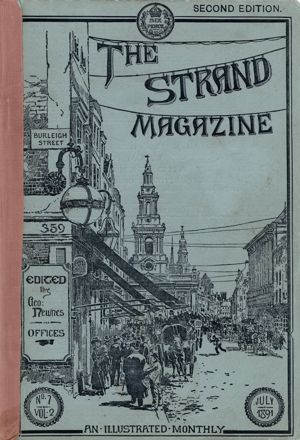 SECOND EDITION.
SIX
PENCE
THE
STRAND
MAGAZINE
BURLEIGH
STREET
359
EDITED
by
Geo:
Newnes
OFFICES
No. 7
VOL-2
JULY
1891
AN · ILLUSTRATED · MONTHLY